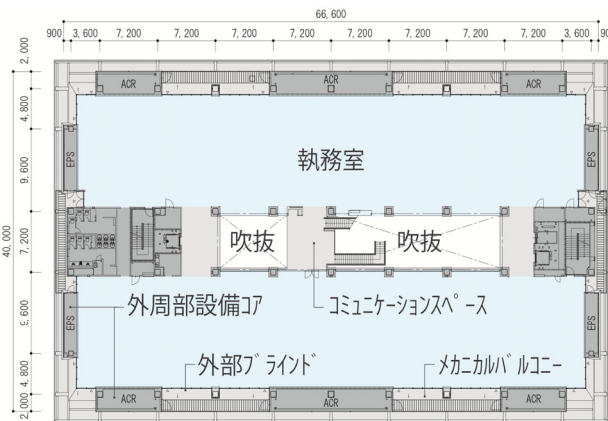 66,600
900 3,600 7,200 7,200 7,200 7,200 7,200 7,200 7,200 3,600 90
2,000
4,800
9,600
7,200
9,600
4,800
2,000
40,000
ACR ACR ACR
EPS EPS
執務室
吹抜 吹抜
外周部設備コア コミュニケーションスペース
EPS EPS
外部ブラインド メカニカルバルコニー
ACR ACR ACR